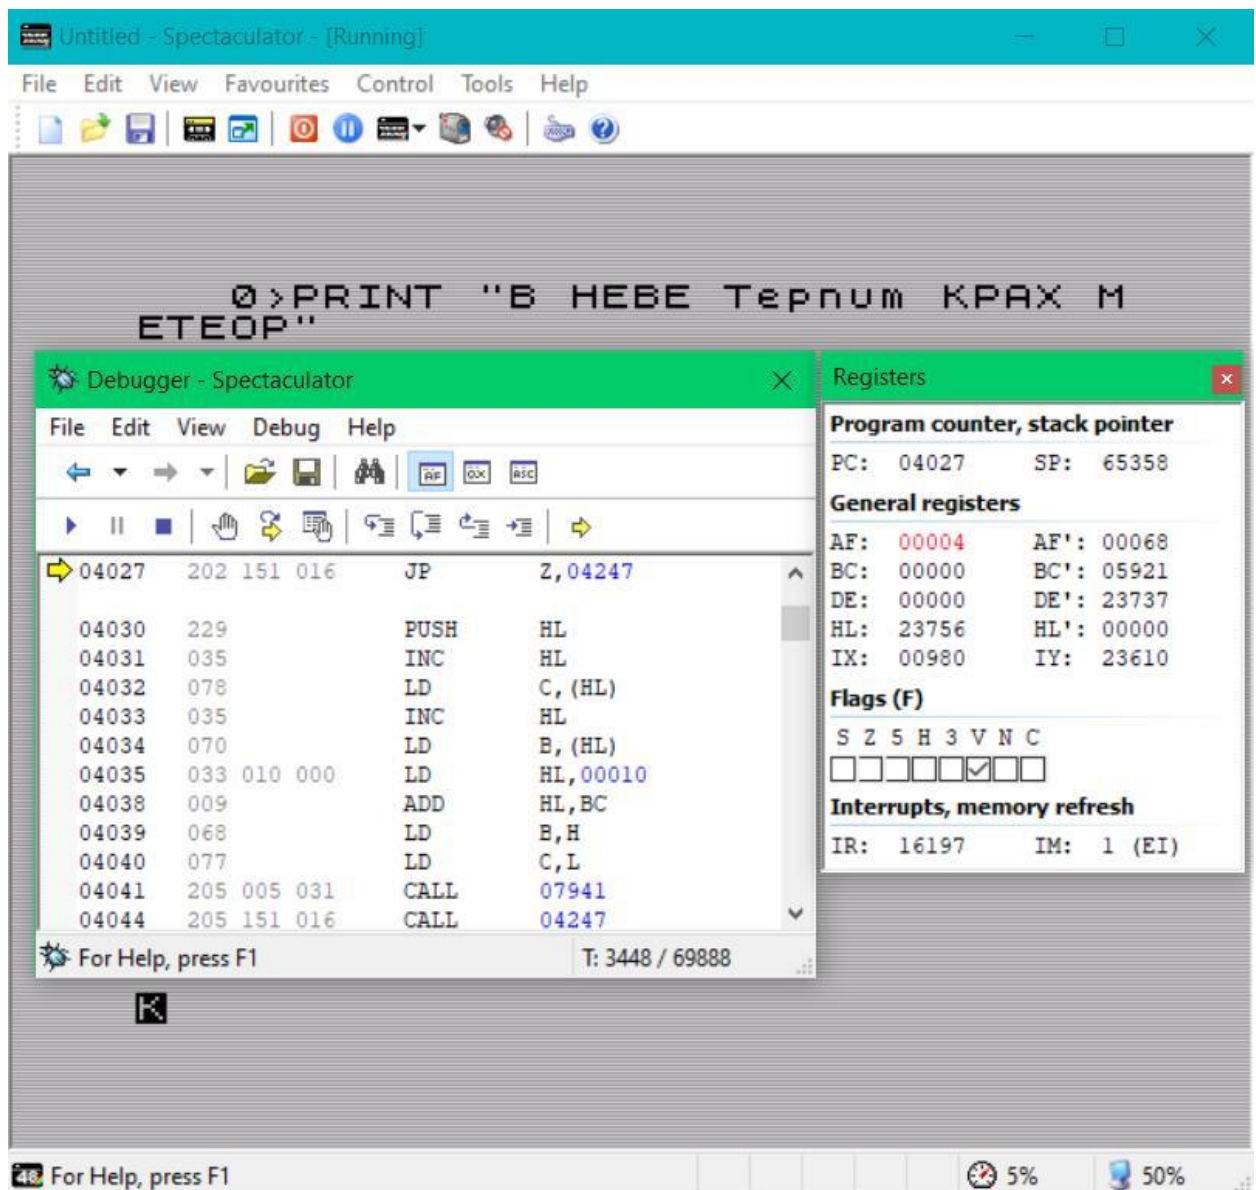 Untitled - Spectaculator - [Running]
File Edit View Favourites Control Tools Help
0>PRINT "В НЕВЕ Терпит КРАХ М
ЕТЕОР"
Debugger - Spectaculator
File Edit View Debug Help
04027 202 151 016 JP Z,04247
04030 229 PUSH HL
04031 035 INC HL
04032 078 LD C,(HL)
04033 035 INC HL
04034 070 LD B,(HL)
04035 033 010 000 LD HL,00010
04038 009 ADD HL,BC
04039 068 LD B,H
04040 077 LD C,L
04041 205 005 031 CALL 07941
04044 205 151 016 CALL 04247
For Help, press F1 T: 3448 / 69888
Registers
Program counter, stack pointer
PC: 04027 SP: 65358
General registers
AF: 00004 AF': 00068
BC: 00000 BC': 05921
DE: 00000 DE': 23737
HL: 23756 HL': 00000
IX: 00980 IY: 23610
Flags (F)
S Z 5 H 3 V N C
Interrupts, memory refresh
IR: 16197 IM: 1 (EI)
K
48 For Help, press F1 5% 50%